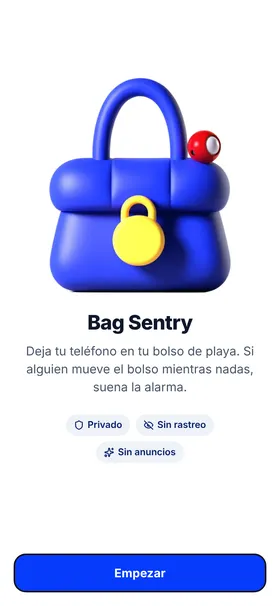 Bag Sentry
Deja tu teléfono en tu bolso de playa. Si
alguien mueve el bolso mientras nadas,
suena la alarma.
Privado
Sin rastreo
Sin anuncios
Empezar